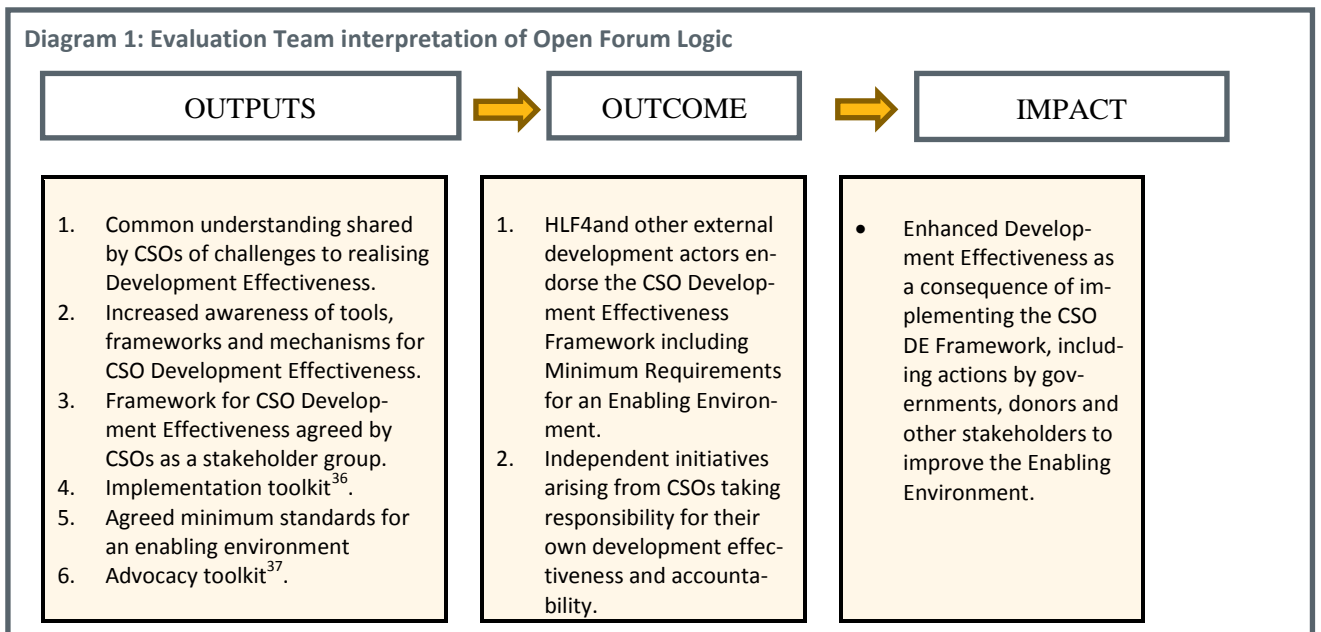 Diagram 1: Evaluation Team interpretation of Open Forum Logic
OUTPUTS
OUTCOME
IMPACT
1. Common understanding shared
by CSOs of challenges to realising
Development Effectiveness.
2. Increased awareness of tools,
frameworks and mechanisms for
CSO Development Effectiveness.
3. Framework for CSO Develop-
ment Effectiveness agreed by
CSOs as a stakeholder group.
4. Implementation toolkit36.
5. Agreed minimum standards for
an enabling environment
6. Advocacy toolkit37.
1. HLF4and other external
development actors en-
dorse the CSO Develop-
ment Effectiveness
Framework including
Minimum Requirements
for an Enabling Environ-
ment.
2. Independent initiatives
arising from CSOs taking
responsibility for their
own development effec-
tiveness and accounta-
bility.
• Enhanced Develop-
ment Effectiveness as
a consequence of im-
plementing the CSO
DE Framework, includ-
ing actions by gov-
ernments, donors and
other stakeholders to
improve the Enabling
Environment.